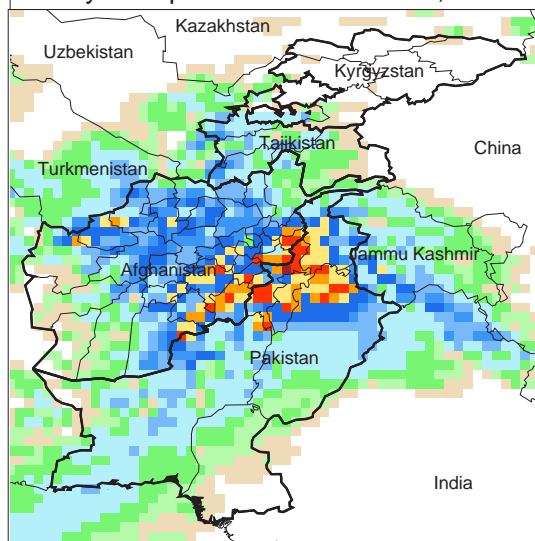 Kazakhstan
Uzbekistan
Kyrgyzstan
Tajikistan
China
Turkmenistan
Jammu Kashmir
Afghanistan
Pakistan
India